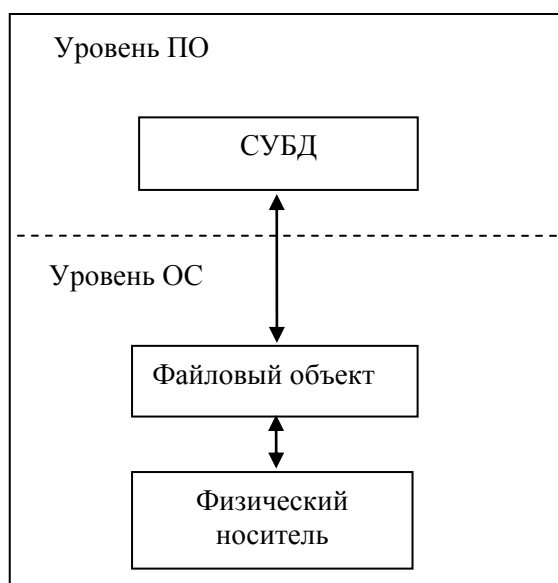 Уровень ПО
СУБД
Уровень ОС
Файловый объект
Физический
носитель